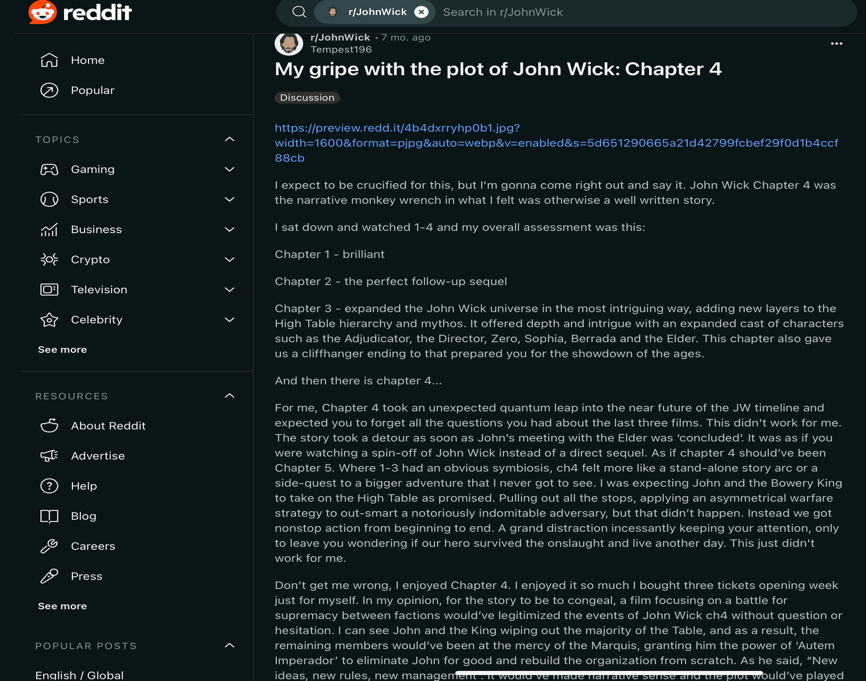 reddit
r/JohnWick
Search in r/JohnWick
Home
Popular
TOPICS
Gaming
Sports
Business
Crypto
Television
Celebrity
See more
RESOURCES
About Reddit
Advertise
Help
Blog
Careers
Press
See more
POPULAR POSTS
English / Global
r/JohnWick • 7 mo. ago
Tempest196
My gripe with the plot of John Wick: Chapter 4
Discussion
https://preview.redd.it/4b4dxrryhp0b1.jpg?
width=1600&format=pjpg&auto=webp&v=enabled&s=5d651290665a21d42799fcbef29f0d1b4ccf
88cb
I expect to be crucified for this, but I’m gonna come right out and say it. John Wick Chapter 4 was
the narrative monkey wrench in what I felt was otherwise a well written story.
I sat down and watched 1-4 and my overall assessment was this:
Chapter 1 - brilliant
Chapter 2 - the perfect follow-up sequel
Chapter 3 - expanded the John Wick universe in the most intriguing way, adding new layers to the
High Table hierarchy and mythos. It offered depth and intrigue with an expanded cast of characters
such as the Adjudicator, the Director, Zero, Sophia, Berrada and the Elder. This chapter also gave
us a cliffhanger ending to that prepared you for the showdown of the ages.
And then there is chapter 4...
For me, Chapter 4 took an unexpected quantum leap into the near future of the JW timeline and
expected you to forget all the questions you had about the last three films. This didn't work for me.
The story took a detour as soon as John’s meeting with the Elder was ‘concluded’. It was as if you
were watching a spin-off of John Wick instead of a direct sequel. As if chapter 4 should’ve been
Chapter 5. Where 1-3 had an obvious symbiosis, ch4 felt more like a stand-alone story arc or a
side-quest to a bigger adventure that I never got to see. I was expecting John and the Bowery King
to take on the High Table as promised. Pulling out all the stops, applying an asymmetrical warfare
strategy to out-smart a notoriously indomitable adversary, but that didn’t happen. Instead we got
nonstop action from beginning to end. A grand distraction incessantly keeping your attention, only
to leave you wondering if our hero survived the onslaught and live another day. This just didn't
work for me.
Don’t get me wrong, I enjoyed Chapter 4. I enjoyed it so much I bought three tickets opening week
just for myself. In my opinion, for the story to be to congeal, a film focusing on a battle for
supremacy between factions would’ve legitimized the events of John Wick ch4 without question or
hesitation. I can see John and the King wiping out the majority of the Table, and as a result, the
remaining members would’ve been at the mercy of the Marquis, granting him the power of ‘Autem
Imperador’ to eliminate John for good and rebuild the organization from scratch. As he said, “New
ideas, new rules, new management”. It would’ve made narrative sense and the plot would’ve played